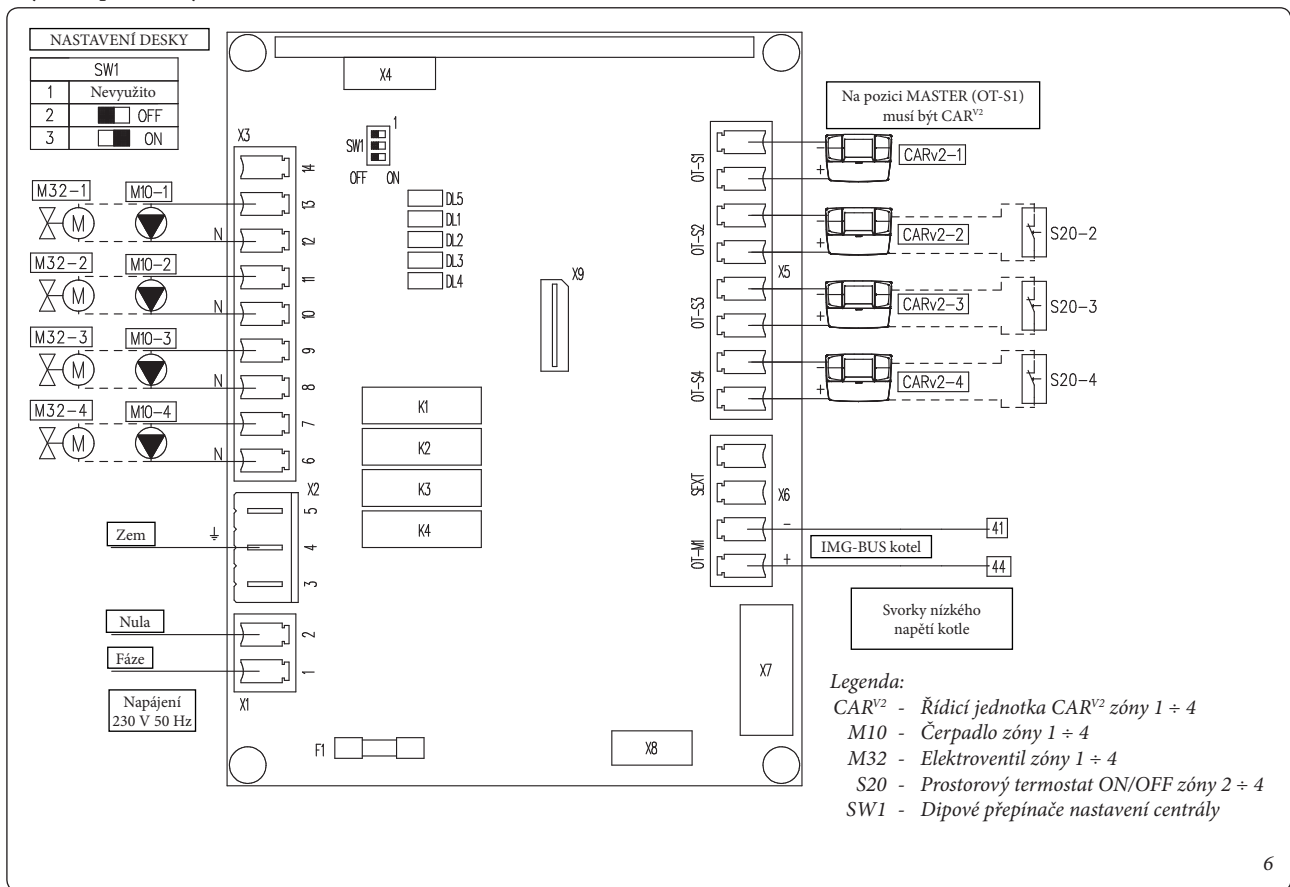 NASTAVENÍ DESKY
SW1
1 Nevyužito
2 OFF
3 ON
X4
X3
SW1
1
OFF ON
DL5
DL1
DL2
DL3
DL4
X9
14
13
12
11
10
9
8
7
6
M32-1 M10-1
M
N
M32-2 M10-2
M
N
M32-3 M10-3
M
N
M32-4 M10-4
M
N
K1
K2
K3
K4
X2
5
4
3
Zem
Nula
Fáze
2
1
X1
Napájení
230 V 50 Hz
F1
X8
X7
Na pozici MASTER (OT-S1)
musí být CARV2
OT-S1
- CARv2-1
+
OT-S2
- CARv2-2 S20-2
+
X5
OT-S3
- CARv2-3 S20-3
+
OT-S4
- CARv2-4 S20-4
+
SEXT
X6
OT-M1
- 41
IMG-BUS kotel
+ 44
Svorky nízkého
napětí kotle
Legenda:
CARV2 - Řídicí jednotka CARV2 zóny 1 ÷ 4
M10 - Čerpadlo zóny 1 ÷ 4
M32 - Elektroventil zóny 1 ÷ 4
S20 - Prostorový termostat ON/OFF zóny 2 ÷ 4
SW1 - Dipové přepínače nastavení centrály
6